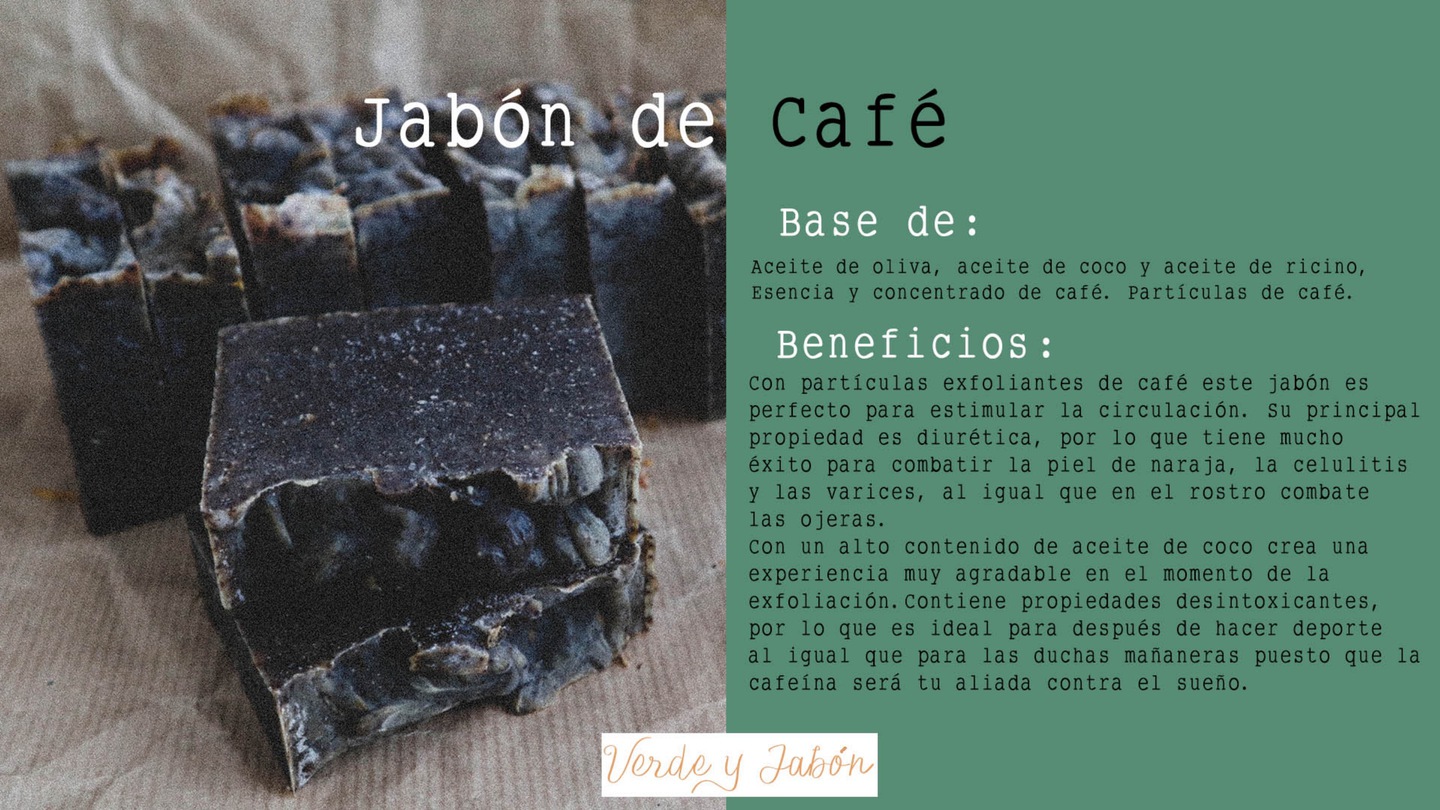 Jabón de Café
Base de:
Aceite de oliva, aceite de coco y aceite de ricino,
Esencia y concentrado de café. Partículas de café.
Beneficios:
Con partículas exfoliantes de café este jabón es
perfecto para estimular la circulación. Su principal
propiedad es diurética, por lo que tiene mucho
éxito para combatir la piel de naraja, la celulitis
y las varices, al igual que en el rostro combate
las ojeras.
Con un alto contenido de aceite de coco crea una
experiencia muy agradable en el momento de la
exfoliación. Contiene propiedades desintoxicantes,
por lo que es ideal para después de hacer deporte
al igual que para las duchas mañaneras puesto que la
cafeína será tu aliada contra el sueño.
Verde y Jabón